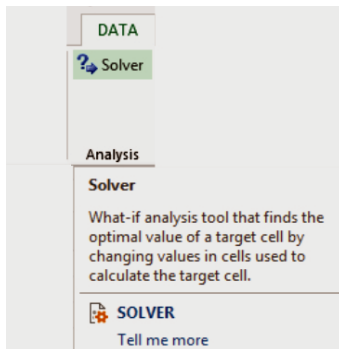 DATA
Solver
Analysis
Solver
What-if analysis tool that finds the
optimal value of a target cell by
changing values in cells used to
calculate the target cell.
SOLVER
Tell me more